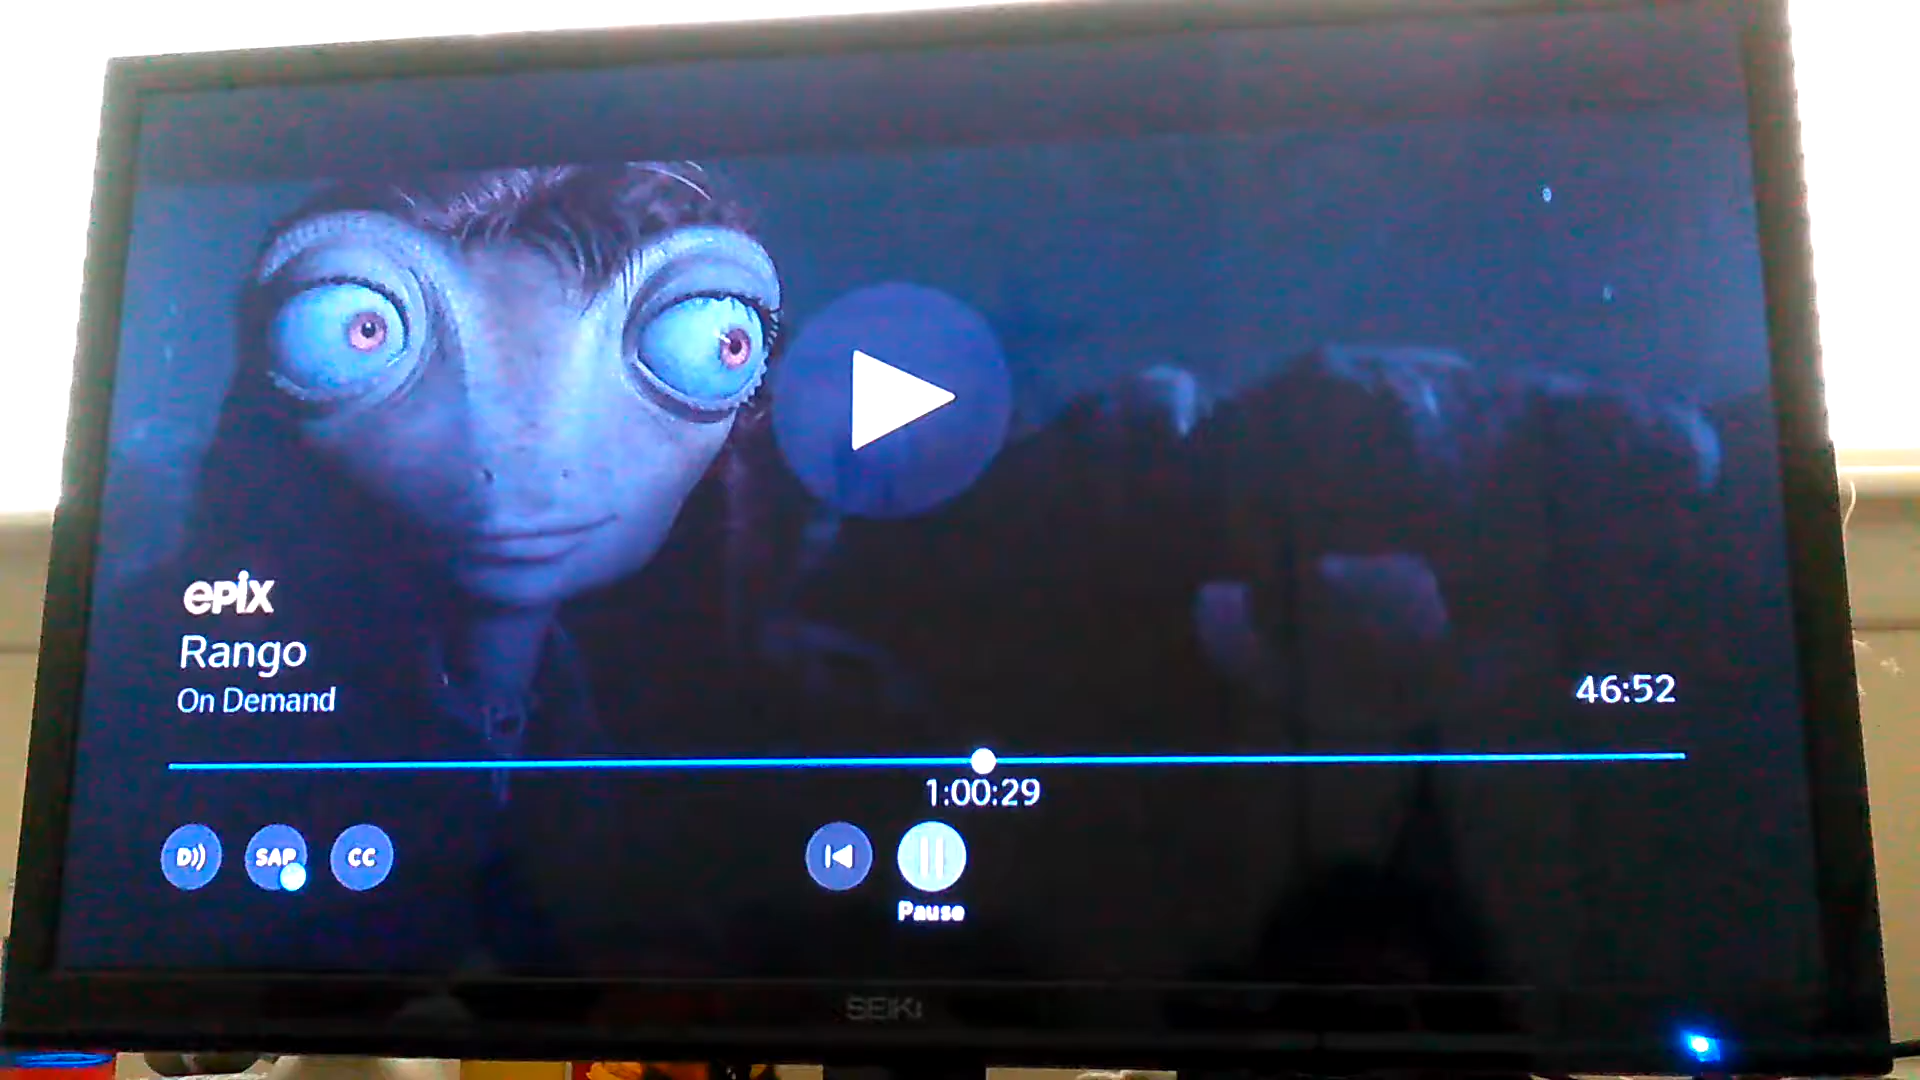 epix
Rango
On Demand
46:52
1:00:29
D))
SAP
CC
Pause
SEIKI